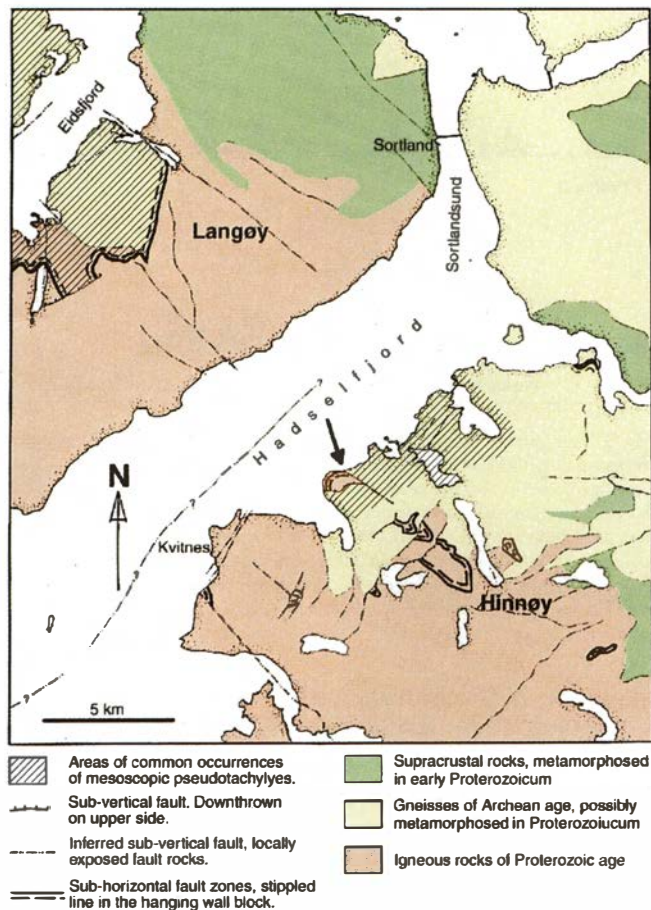 Eidsfjord
Sortland
Langøy
Sortlandsund
Hadselfjord
N
Kvitnes
Hinnøy
5 km
?
?
?
Areas of common occurrences
of mesoscopic pseudotachylyes.
Sub-vertical fault. Downthrown
on upper side.
Inferred sub-vertical fault, locally
exposed fault rocks.
Sub-horizontal fault zones, stippled
line in the hanging wall block.
Supracrustal rocks, metamorphosed
in early Proterozoicum
Gneisses of Archean age, possibly
metamorphosed in Proterozoiucum
Igneous rocks of Proterozoic age